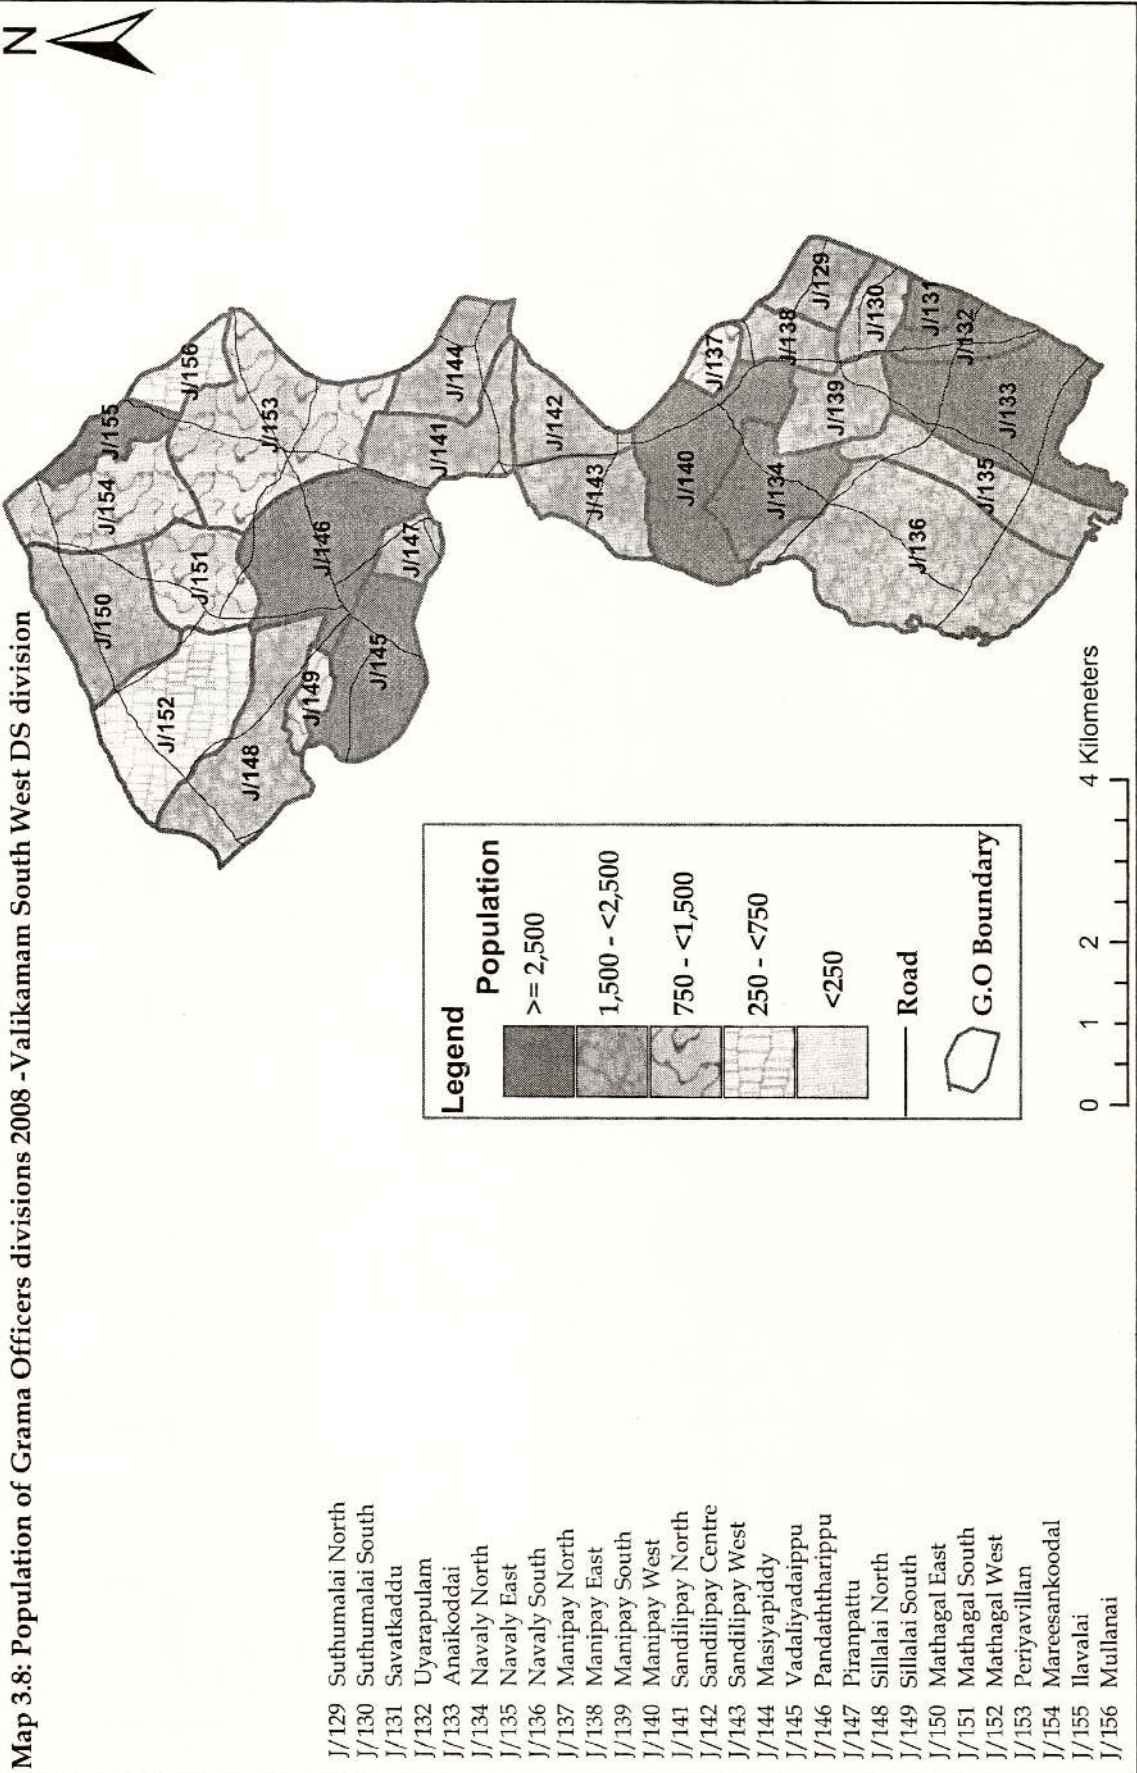 Map 3.8: Population of Grama Officers divisions 2008 -Valikamam South West DS division
N
J/150
J/154
J/155
J/156
J/152
J/151
J/153
J/148
J/149
J/146
J/145
J/147
J/141
J/144
J/143
J/142
J/140
J/137
J/134
J/138
J/129
J/139
J/130
J/136
J/135
J/131
J/132
J/133
Legend
Population
>= 2,500
1,500 - <2,500
750 - <1,500
250 - <750
<250
Road
G.O Boundary
0 1 2 4 Kilometers
J/129 Suthumalai North
J/130 Suthumalai South
J/131 Savatkaddu
J/132 Uyarapulam
J/133 Anaikoddai
J/134 Navaly North
J/135 Navaly East
J/136 Navaly South
J/137 Manipay North
J/138 Manipay East
J/139 Manipay South
J/140 Manipay West
J/141 Sandilipay North
J/142 Sandilipay Centre
J/143 Sandilipay West
J/144 Masiyapiddy
J/145 Vadaliyadaippu
J/146 Pandaththarippu
J/147 Piranpattu
J/148 Sillalai North
J/149 Silalai South
J/150 Mathagal East
J/151 Mathagal South
J/152 Mathagal West
J/153 Periyavillan
J/154 Mareesankoodal
J/155 Ilavalai
J/156 Mullanai